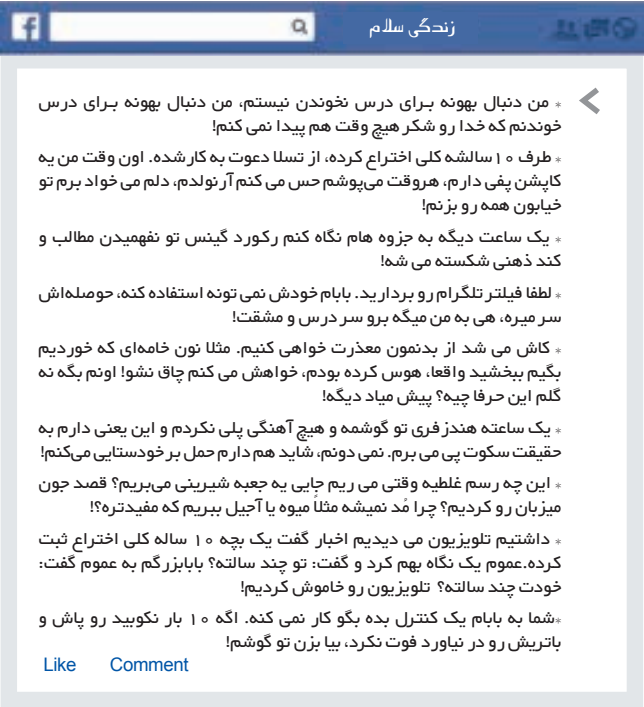 زندگی سلام
* من دنبال بهونه برای درس نخوندن نیستم، من دنبال بهونه برای درس
خوندنم که خدا رو شکر هیچ وقت هم پیدا نمی کنم!
* طرف ۱۰سالشه کلی اختراع کرده، از تسلا دعوت به کار شده. اون وقت من یه
کاپشن پفی دارم، هروقت می‌پوشم حس می کنم آرنولدم، دلم می خواد برم تو
خیابون همه رو بزنم!
* یک ساعت دیگه به جزوه هام نگاه کنم رکورد گینس تو نفهمیدن مطالب و
کند ذهنی شکسته می شه!
* لطفا فیلتر تلگرام رو بردارید. بابام خودش نمی تونه استفاده کنه، حوصله‌اش
سر میره، هی به من میگه برو سر درس و مشقت!
* کاش می شد از بدنمون معذرت خواهی کنیم. مثلا نون خامه‌ای که خوردیم
بگیم ببخشید واقعا، هوس کرده بودم، خواهش می کنم چاق نشو! اونم بگه نه
گلم این حرفا چیه؟ پیش میاد دیگه!
* یک ساعته هندزفری تو گوشمه و هیچ آهنگی پلی نکردم و این یعنی دارم به
حقیقت سکوت پی می برم. نمی دونم، شاید هم دارم حمل بر خودستایی می‌کنم!
* این چه رسم غلطیه وقتی می ریم جایی یه جعبه شیرینی می‌بریم؟ قصد جون
میزبان رو کردیم؟ چرا مُد نمیشه مثلاً میوه یا آجیل ببریم که مفیدتره؟!
* داشتیم تلویزیون می دیدیم اخبار گفت یک بچه ۱۰ ساله کلی اختراع ثبت
کرده.عموم یک نگاه بهم کرد و گفت: تو چند سالته؟ بابابزرگم به عموم گفت:
خودت چند سالته؟ تلویزیون رو خاموش کردیم!
*شما به بابام یک کنترل بده بگو کار نمی کنه. اگه ۱۰ بار نکوبید رو پاش و
باتریش رو در نیاورد فوت نکرد، بیا بزن تو گوشم!
Like Comment